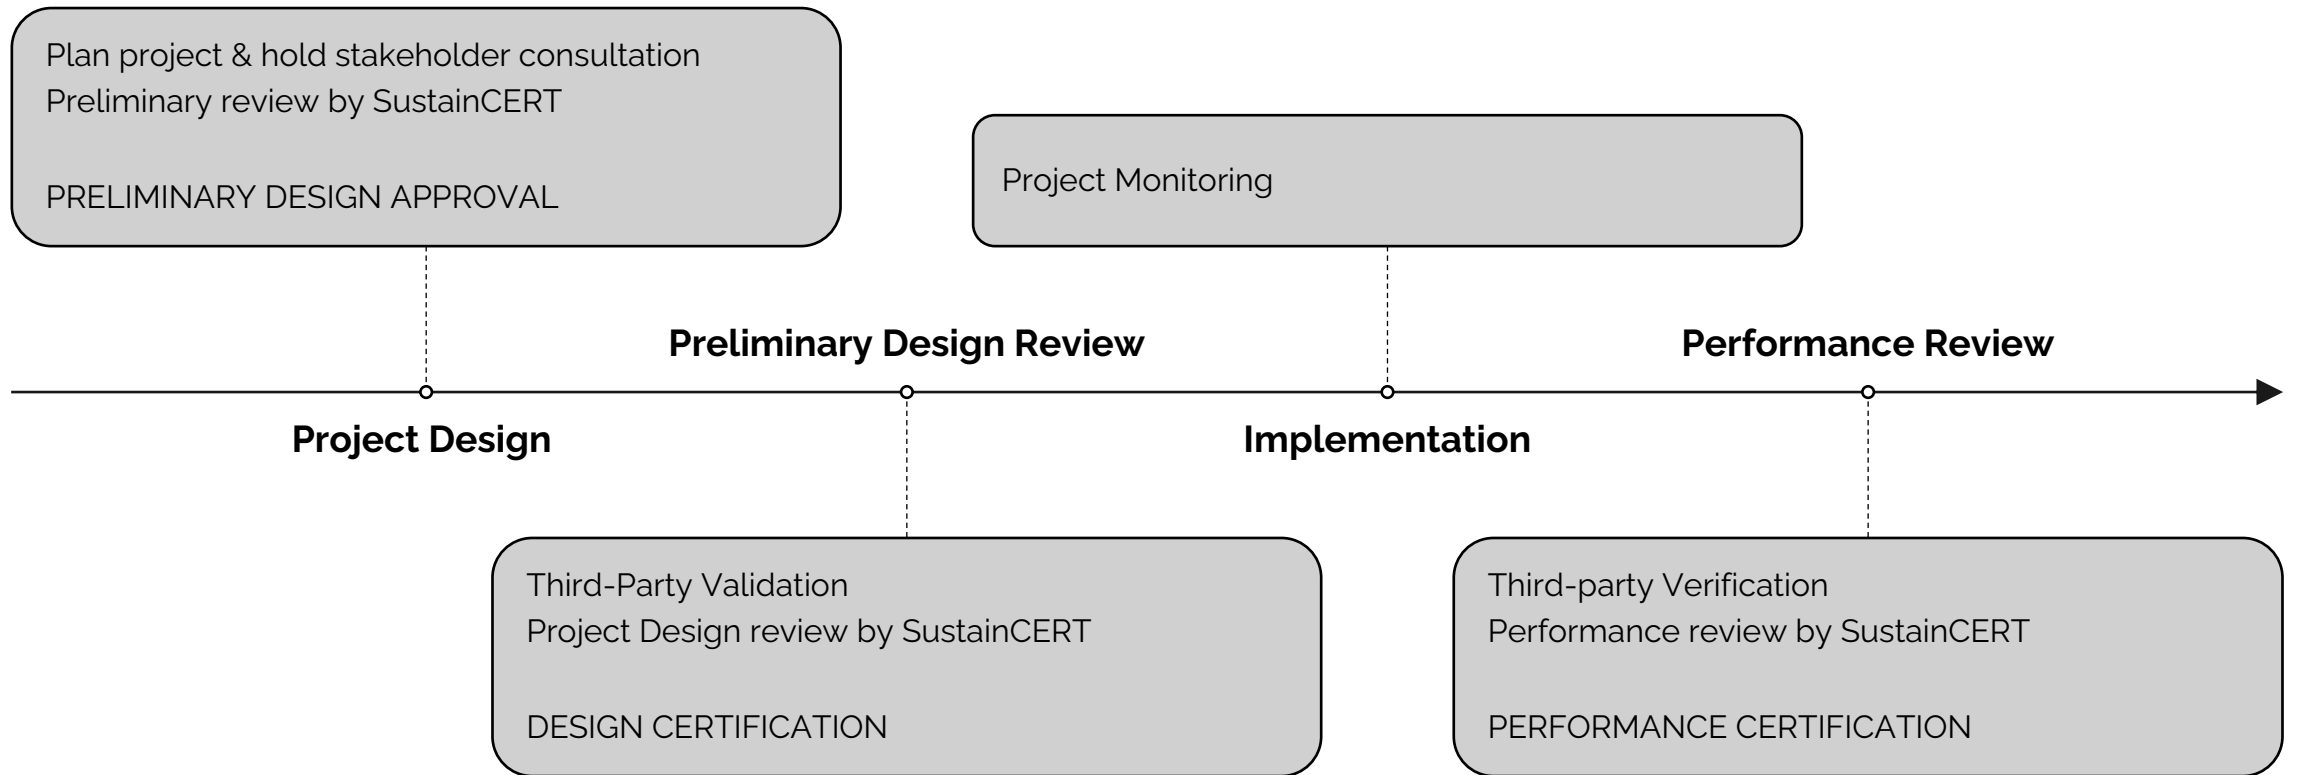 Plan project & hold stakeholder consultation
Preliminary review by SustainCERT
PRELIMINARY DESIGN APPROVAL
Project Monitoring
Preliminary Design Review
Performance Review
Project Design
Implementation
Third-Party Validation
Project Design review by SustainCERT
DESIGN CERTIFICATION
Third-party Verification
Performance review by SustainCERT
PERFORMANCE CERTIFICATION